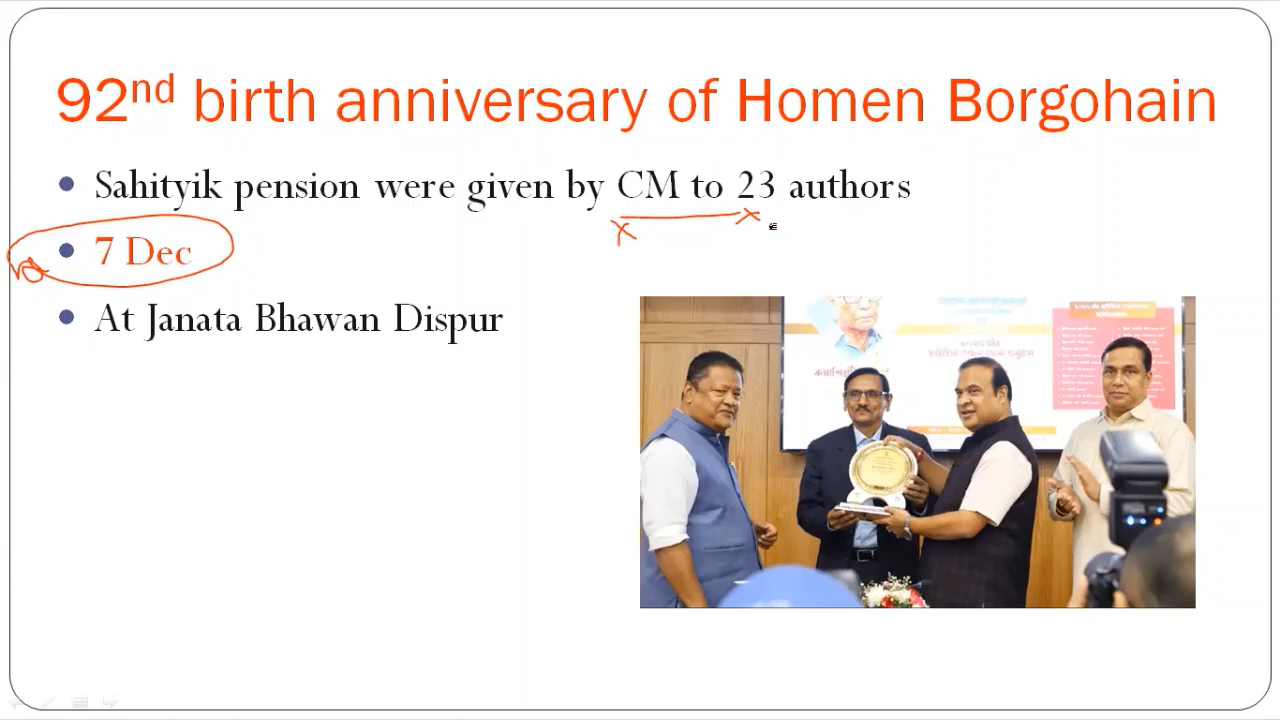 92nd birth anniversary of Homen Borgohain
Sahityik pension were given by CM to 23 authors
7 Dec
At Janata Bhawan Dispur